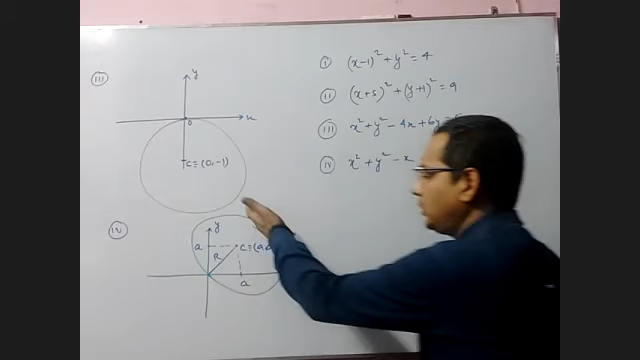 III
y
O
x
C≡(0,-1)
IV
y
a
R
C≡(a,a
a
I (x-1)² + y² = 4
II (x+5)² + (y+1)² = 9
III x² + y² - 4x + 6y =
IV x² + y² - x